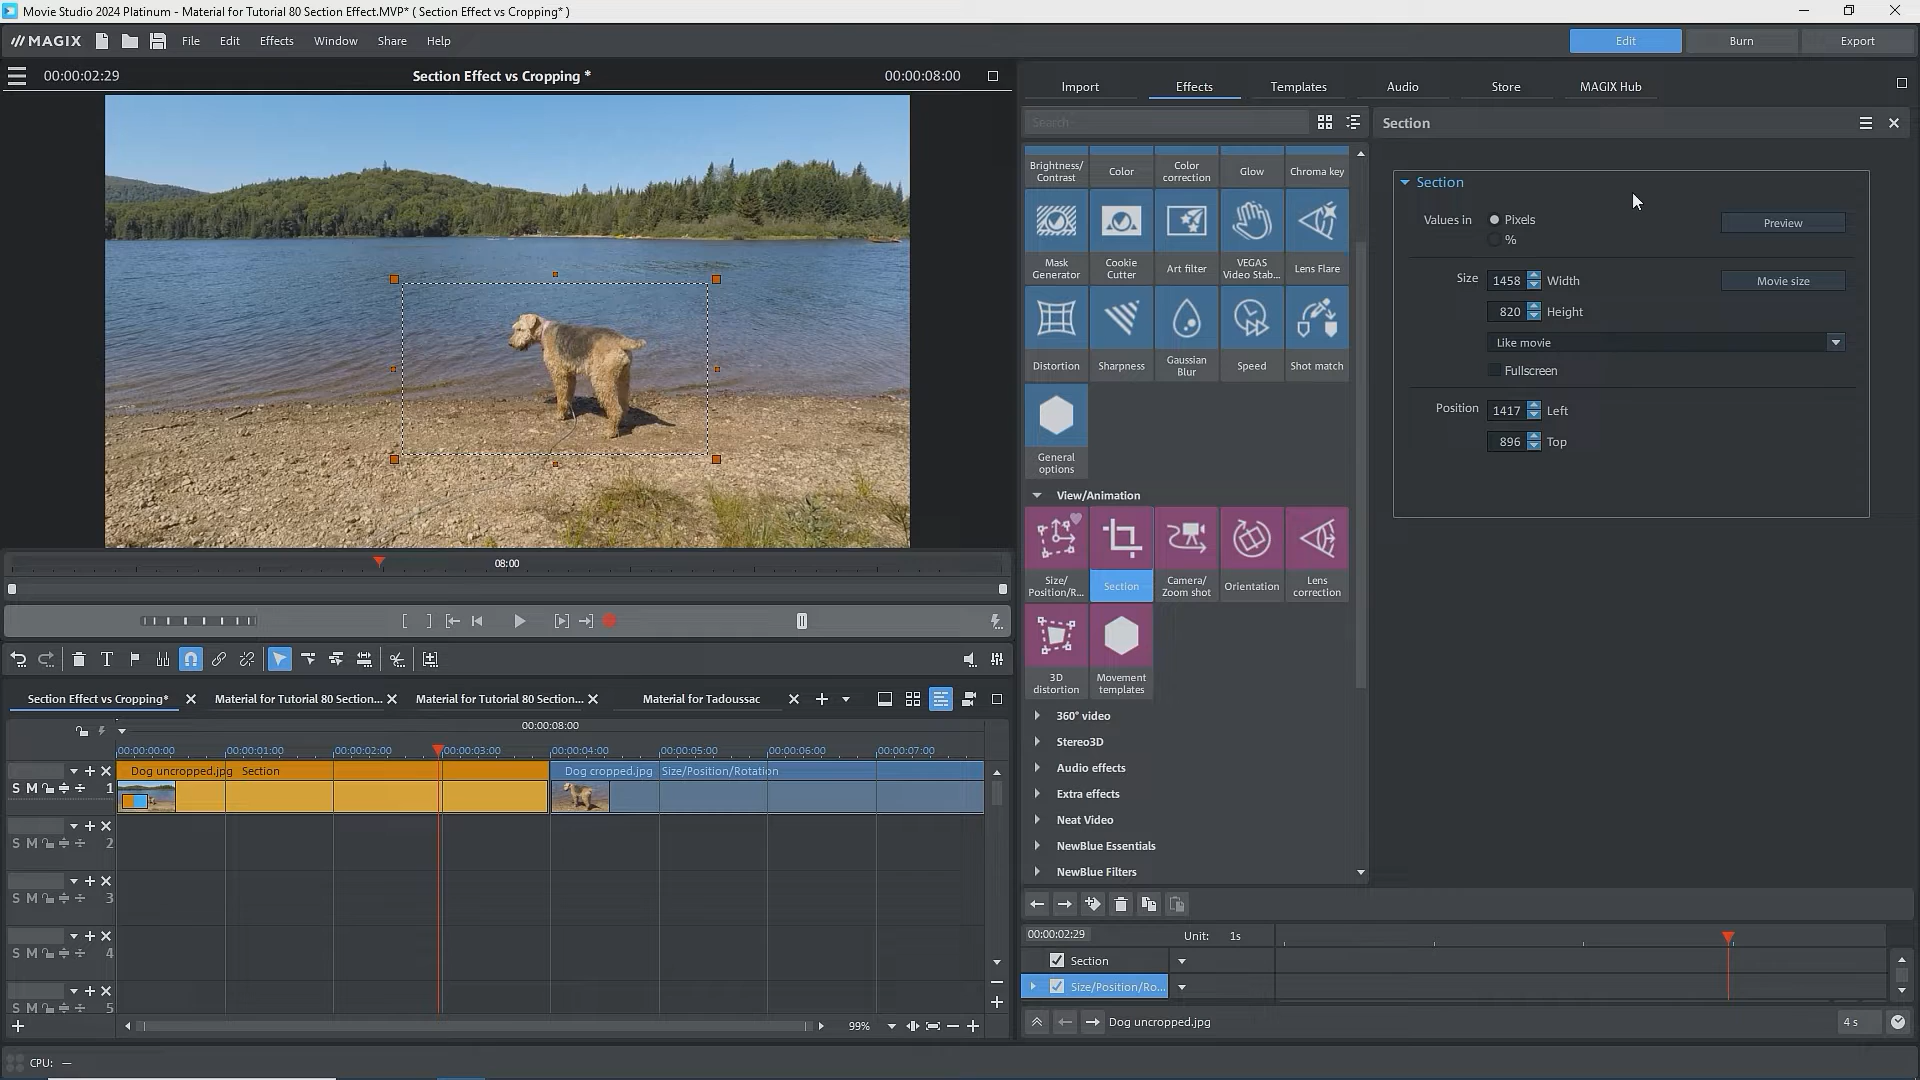 Movie Studio 2024 Platinum - Material for Tutorial 80 Section Effect.MVP* ( Section Effect vs Cropping* )
MAGIX File Edit Effects Window Share Help
Edit Burn Export
00:00:02:29 Section Effect vs Cropping * 00:00:08:00
Import Effects Templates Audio Store MAGIX Hub
Search
Section
Brightness/
Contrast
Color
Color
correction
Glow
Chroma key
Section
Values in Pixels
%
Preview
Mask
Generator
Cookie
Cutter
Art filter
VEGAS
Video Stab...
Lens Flare
Size 1458 Width
Movie size
820 Height
Like movie
Fullscreen
Distortion
Sharpness
Gaussian
Blur
Speed
Shot match
Position 1417 Left
896 Top
General
options
View/Animation
Size/
Position/R...
Section
Camera/
Zoom shot
Orientation
Lens
correction
3D
distortion
Movement
templates
360° video
Stereo3D
Audio effects
Extra effects
Neat Video
NewBlue Essentials
NewBlue Filters
08:00
Section Effect vs Cropping*
Material for Tutorial 80 Section...
Material for Tutorial 80 Section...
Material for Tadoussac
00:00:08:00
00:00:00:00 00:00:01:00 00:00:02:00 00:00:03:00 00:00:04:00 00:00:05:00 00:00:06:00 00:00:07:00
Dog uncropped.jpg Section
Dog cropped.jpg Size/Position/Rotation
S M 1
S M 2
S M 3
S M 4
S M 5
99%
00:00:02:29 Unit: 1s
Section
Size/Position/Ro...
Dog uncropped.jpg
4 s
CPU: —